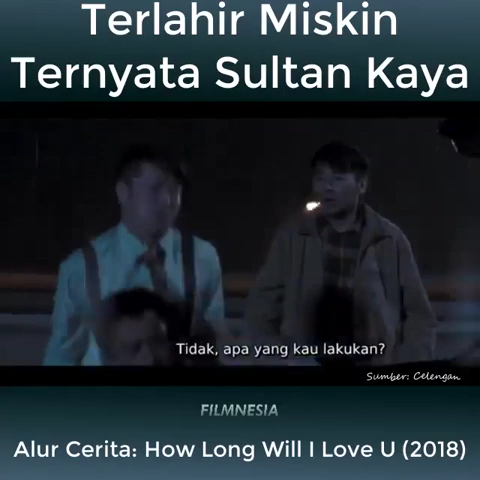 Terlahir Miskin
Ternyata Sultan Kaya
Tidak, apa yang kau lakukan?
Sumber: Celengan
FILMNESIA
Alur Cerita: How Long Will I Love U (2018)